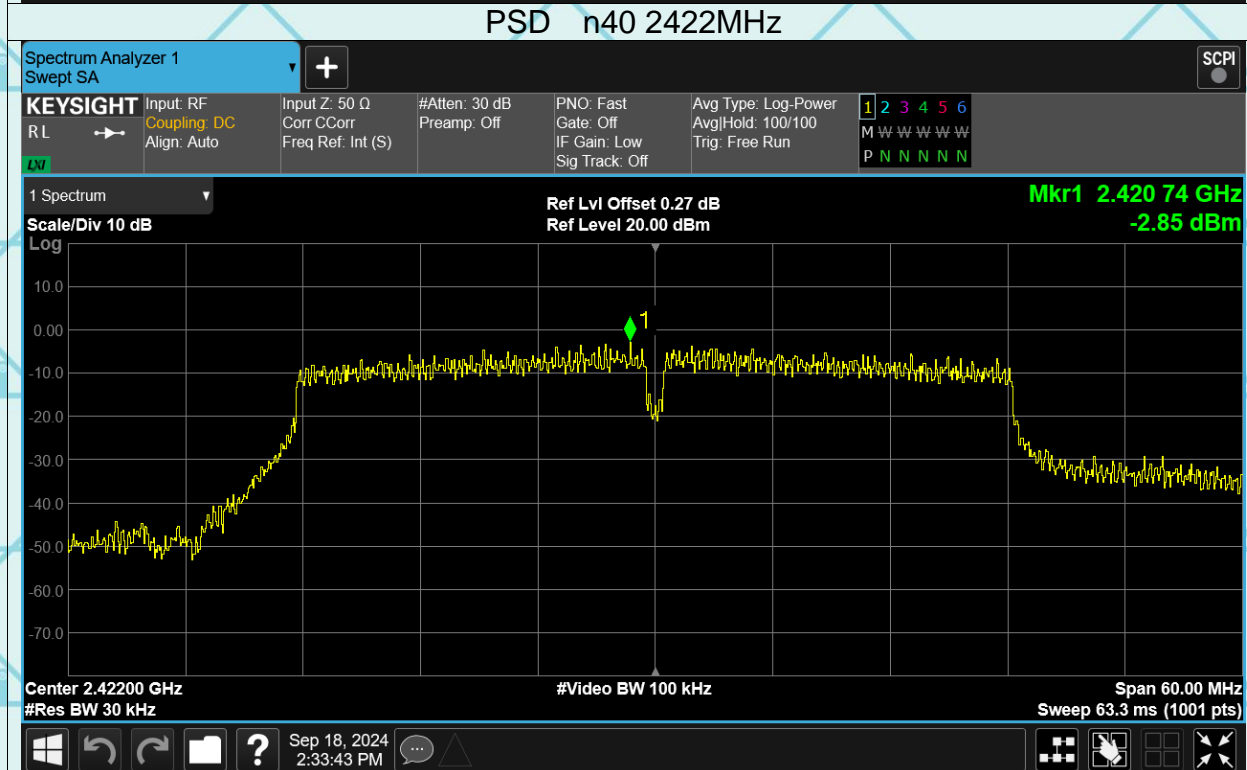 PSD n40 2422MHz
Spectrum Analyzer 1
Swept SA
SCPI
KEYSIGHT
R L
LXI
Input: RF
Coupling: DC
Align: Auto
Input Z: 50 Ω
Corr CCorr
Freq Ref: Int (S)
#Atten: 30 dB
Preamp: Off
PNO: Fast
Gate: Off
IF Gain: Low
Sig Track: Off
Avg Type: Log-Power
Avg|Hold: 100/100
Trig: Free Run
1 2 3 4 5 6
M W W W W W
P N N N N N
1 Spectrum
Scale/Div 10 dB
Log
Ref Lvl Offset 0.27 dB
Ref Level 20.00 dBm
Mkr1 2.420 74 GHz
-2.85 dBm
10.0
0.00
-10.0
-20.0
-30.0
-40.0
-50.0
-60.0
-70.0
1
Center 2.42200 GHz
#Res BW 30 kHz
#Video BW 100 kHz
Span 60.00 MHz
Sweep 63.3 ms (1001 pts)
?
Sep 18, 2024
2:33:43 PM